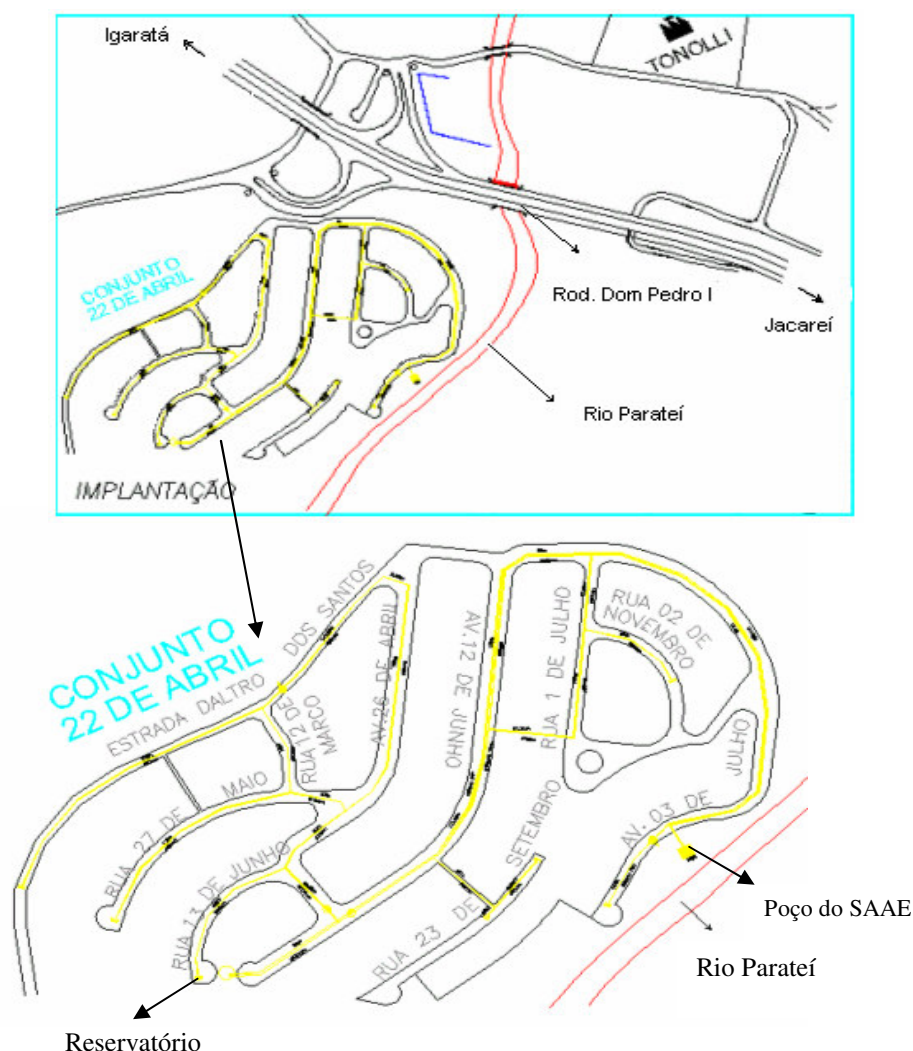 Igaratá
TONOLLI
CONJUNTO
22 DE ABRIL
Rod. Dom Pedro I
Jacareí
Rio Parateí
IMPLANTAÇÃO
CONJUNTO
22 DE ABRIL
ESTRADA DALTRO DOS SANTOS
RUA 12 DE
MARCO
AV.26 DE ABRIL
AV.12 DE JUNHO
RUA 1 DE JULHO
RUA 02 DE
NOVEMBRO
RUA 27 DE MAIO
RUA 13 DE JUNHO
RUA 23 DE SETEMBRO
AV. 03 DE JULHO
Poço do SAAE
Rio Parateí
Reservatório